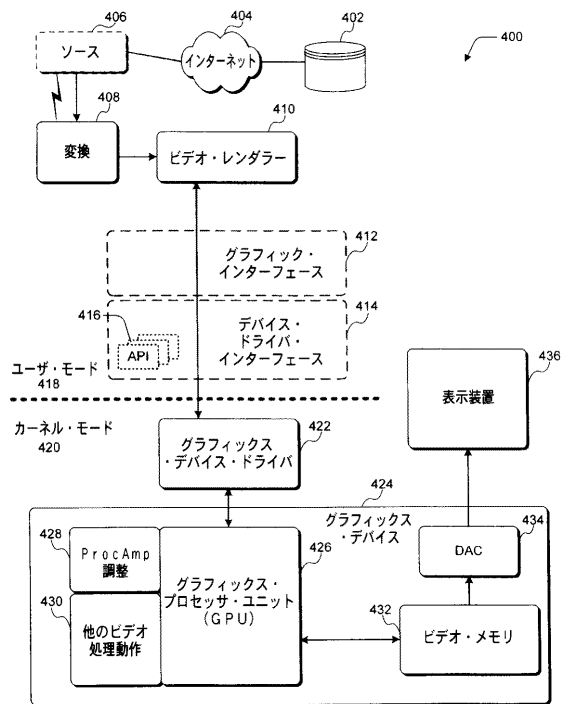 406
ソース
404
インターネット
402
400
408
変換
410
ビデオ・レンダラー
412
グラフィック・
インターフェース
414
416
API
デバイス・
ドライバ・
インターフェース
ユーザ・モード
418
カーネル・モード
420
422
グラフィックス
・デバイス・ドライバ
436
表示装置
424
グラフィックス
・デバイス
428
ProcAmp
調整
426
グラフィックス・
プロセッサ・ユニット
(GPU)
430
他のビデオ
処理動作
434
DAC
432
ビデオ・メモリ